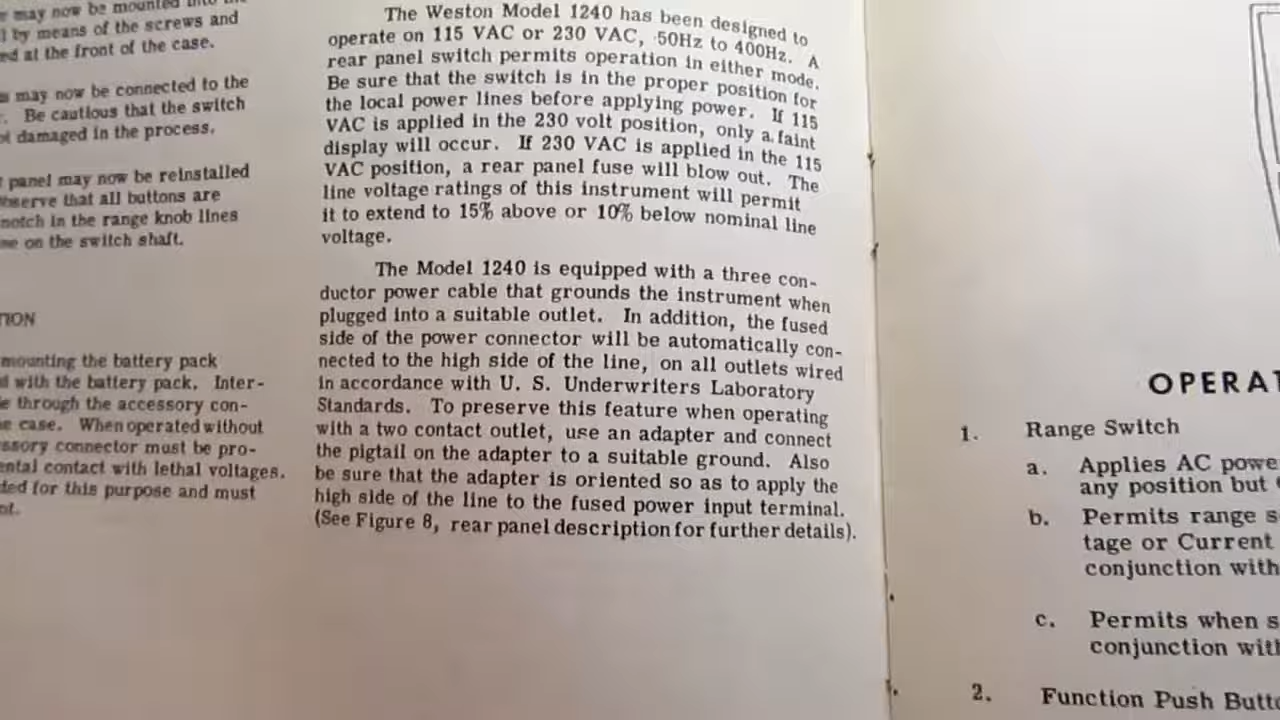 may now be mounted into the
by means of the screws and
at the front of the case.
may now be connected to the
Be cautious that the switch
damaged in the process.
panel may now be reinstalled
observe that all buttons are
notch in the range knob lines
on the switch shaft.
mounting the battery pack
with the battery pack. Inter-
through the accessory con-
case. When operated without
connector must be pro-
contact with lethal voltages.
for this purpose and must
The Weston Model 1240 has been designed to
operate on 115 VAC or 230 VAC, 50Hz to 400Hz. A
rear panel switch permits operation in either mode.
Be sure that the switch is in the proper position for
the local power lines before applying power. If 115
VAC is applied in the 230 volt position, only a faint
display will occur. If 230 VAC is applied in the 115
VAC position, a rear panel fuse will blow out. The
line voltage ratings of this instrument will permit
it to extend to 15% above or 10% below nominal line
voltage.
The Model 1240 is equipped with a three con-
ductor power cable that grounds the instrument when
plugged into a suitable outlet. In addition, the fused
side of the power connector will be automatically con-
nected to the high side of the line, on all outlets wired
in accordance with U. S. Underwriters Laboratory
Standards. To preserve this feature when operating
with a two contact outlet, use an adapter and connect
the pigtail on the adapter to a suitable ground. Also
be sure that the adapter is oriented so as to apply the
high side of the line to the fused power input terminal.
(See Figure 8, rear panel description for further details).
OPERAT
1. Range Switch
a. Applies AC powe
any position but
b. Permits range s
tage or Current
conjunction with
c. Permits when s
conjunction with
2. Function Push Butto